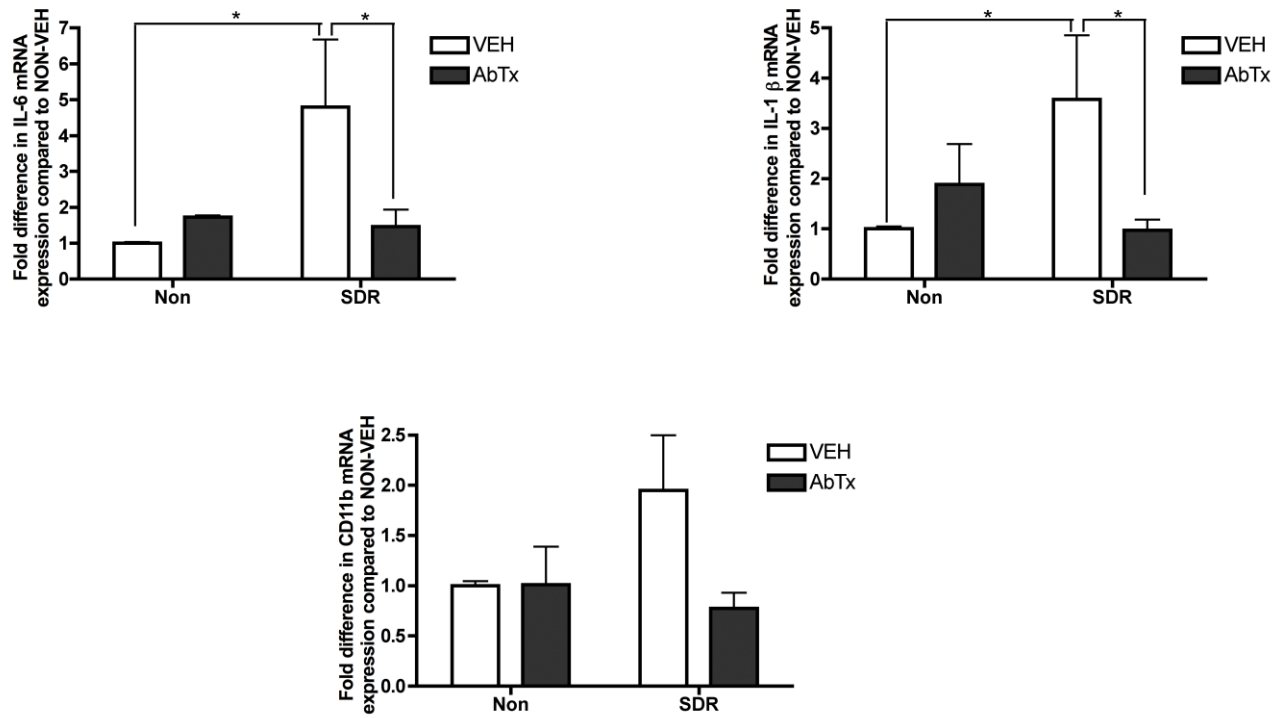 Fold difference in IL-6 mRNA
expression compared to NON-VEH
7
6
5
4
3
2
1
0
*
*
Non
SDR
VEH
AbTx
Fold difference in IL-1 β mRNA
expression compared to NON-VEH
5
4
3
2
1
0
*
*
Non
SDR
VEH
AbTx
Fold difference in CD11b mRNA
expression compared to NON-VEH
2.5
2.0
1.5
1.0
0.5
0.0
Non
SDR
VEH
AbTx